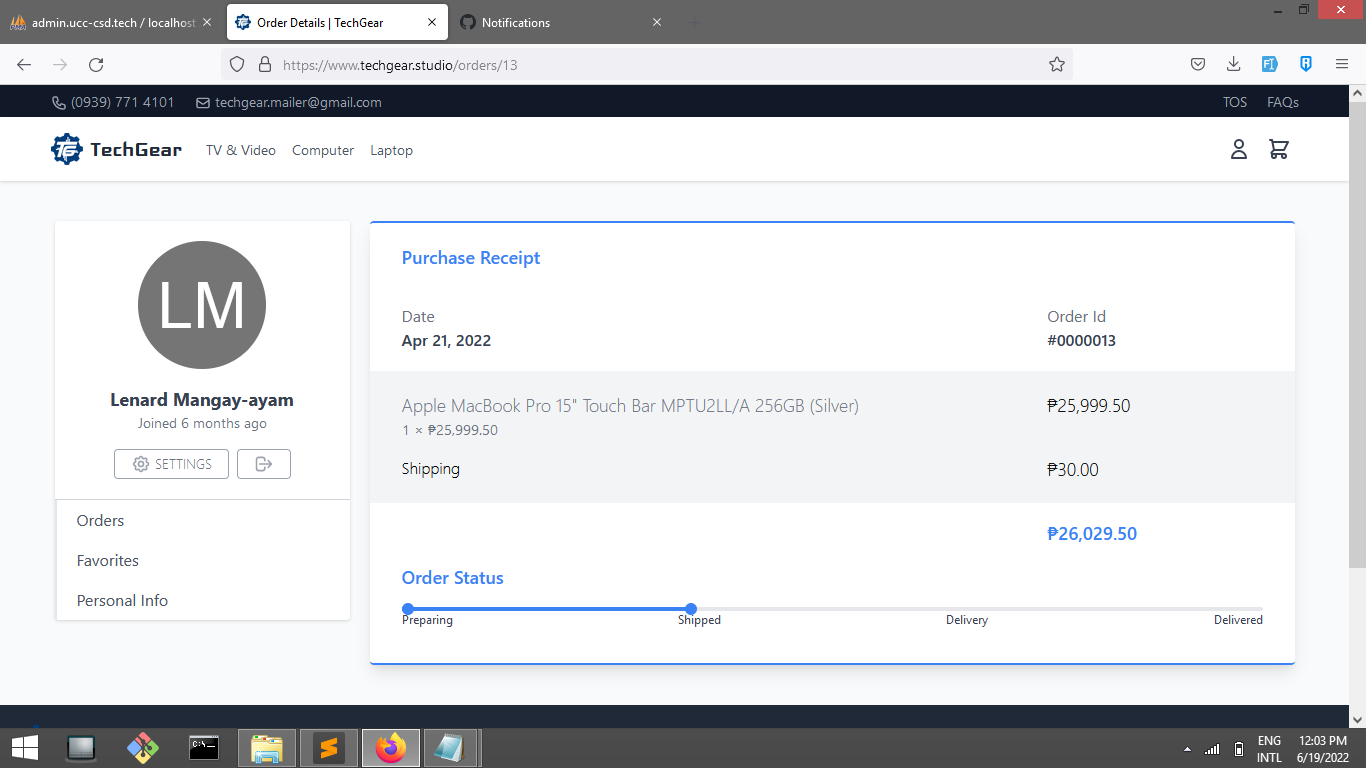 admin.ucc-csd.tech / localhost
Order Details | TechGear
Notifications
https://www.techgear.studio/orders/13
(0939) 771 4101
techgear.mailer@gmail.com
TOS
FAQs
TechGear
TV & Video
Computer
Laptop
LM
Lenard Mangay-ayam
Joined 6 months ago
SETTINGS
Orders
Favorites
Personal Info
Purchase Receipt
Date
Order Id
Apr 21, 2022
#0000013
Apple MacBook Pro 15" Touch Bar MPTU2LL/A 256GB (Silver)
₱25,999.50
1 × ₱25,999.50
Shipping
₱30.00
₱26,029.50
Order Status
Preparing
Shipped
Delivery
Delivered
ENG
INTL
12:03 PM
6/19/2022